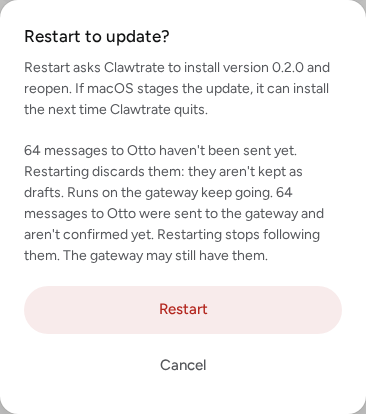 Restart to update?
Restart asks Clawtrate to install version 0.2.0 and
reopen. If macOS stages the update, it can install
the next time Clawtrate quits.
64 messages to Otto haven't been sent yet.
Restarting discards them: they aren't kept as
drafts. Runs on the gateway keep going. 64
messages to Otto were sent to the gateway and
aren't confirmed yet. Restarting stops following
them. The gateway may still have them.
Restart
Cancel